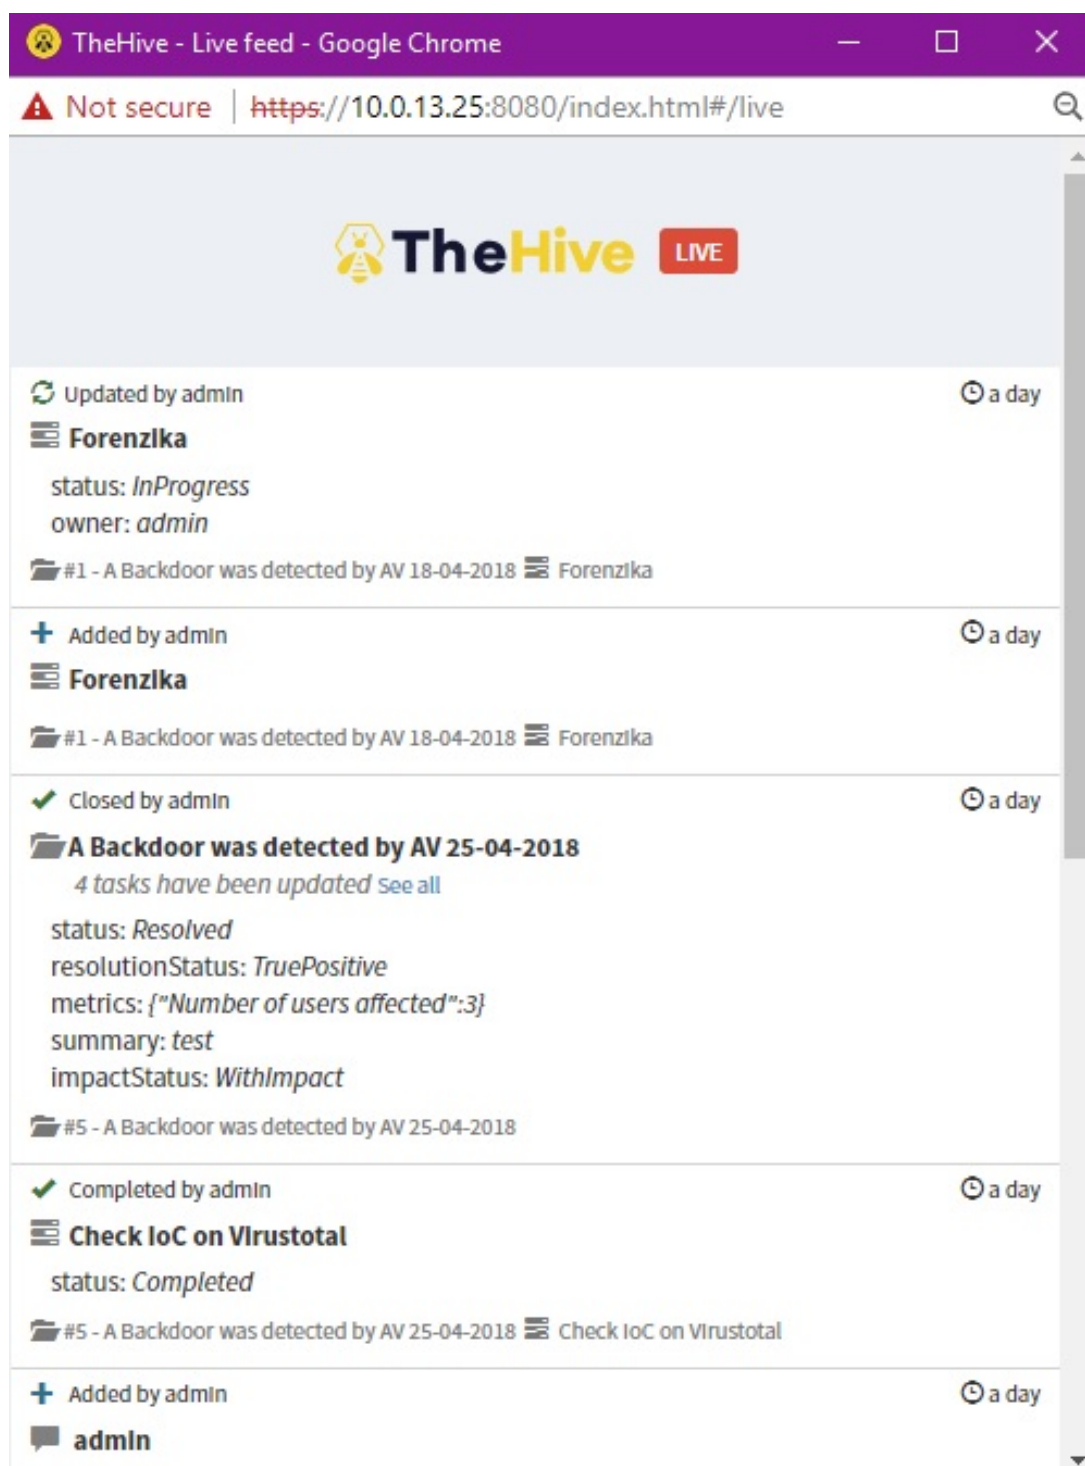 TheHive - Live feed - Google Chrome
Not secure | https://10.0.13.25:8080/index.html#/live
TheHive LIVE
Updated by admin a day
Forenzika
status: InProgress
owner: admin
#1 - A Backdoor was detected by AV 18-04-2018 Forenzika
Added by admin a day
Forenzika
#1 - A Backdoor was detected by AV 18-04-2018 Forenzika
Closed by admin a day
A Backdoor was detected by AV 25-04-2018
4 tasks have been updated See all
status: Resolved
resolutionStatus: TruePositive
metrics: {"Number of users affected":3}
summary: test
impactStatus: WithImpact
#5 - A Backdoor was detected by AV 25-04-2018
Completed by admin a day
Check IoC on Virustotal
status: Completed
#5 - A Backdoor was detected by AV 25-04-2018 Check IoC on Virustotal
Added by admin a day
admin